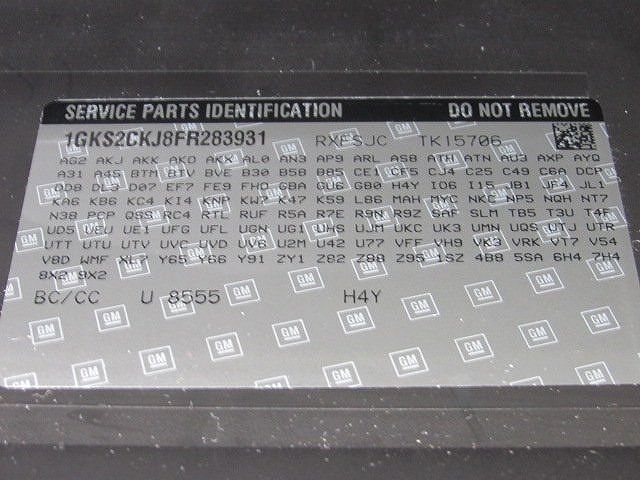 SERVICE PARTS IDENTIFICATION DO NOT REMOVE
1GKS2CKJ8FR283931 RXFSJC TK15706
AG2 AKJ AKK AKO AKX AL0 AN3 AP9 ARL AS8 ATH ATN AU3 AXP AYQ
A31 A45 BTM BTV BVE B30 B58 B85 CE1 CF5 CJ4 C25 C49 C6A DCP
DD8 DL3 D07 EF7 FE9 FHO GBA GU6 G80 H4Y IO6 I15 JB1 JF4 JL1
KA6 KB6 KC4 KI4 KNP KW7 K47 K59 L86 MAH MYC NKC NP5 NQH NT7
N38 PCP QSS RC4 RTL RUF R5A R7E R9N R9Z SAF SLM TB5 T3U T4F
UD5 UEU UE1 UFG UFL UGN UG1 UHS UJM UKC UK3 UMN UQS UTJ UTR
UTT UTU UTV UVC UVD UV6 U2M U42 U77 VFF VH9 VK3 VRK VT7 V54
V8D WMF XL7 Y65 Y66 Y91 ZY1 Z82 Z88 Z95 1SZ 4B8 5SA 6H4 7H4
8X2 9X2
BC/CC U 8555 H4Y